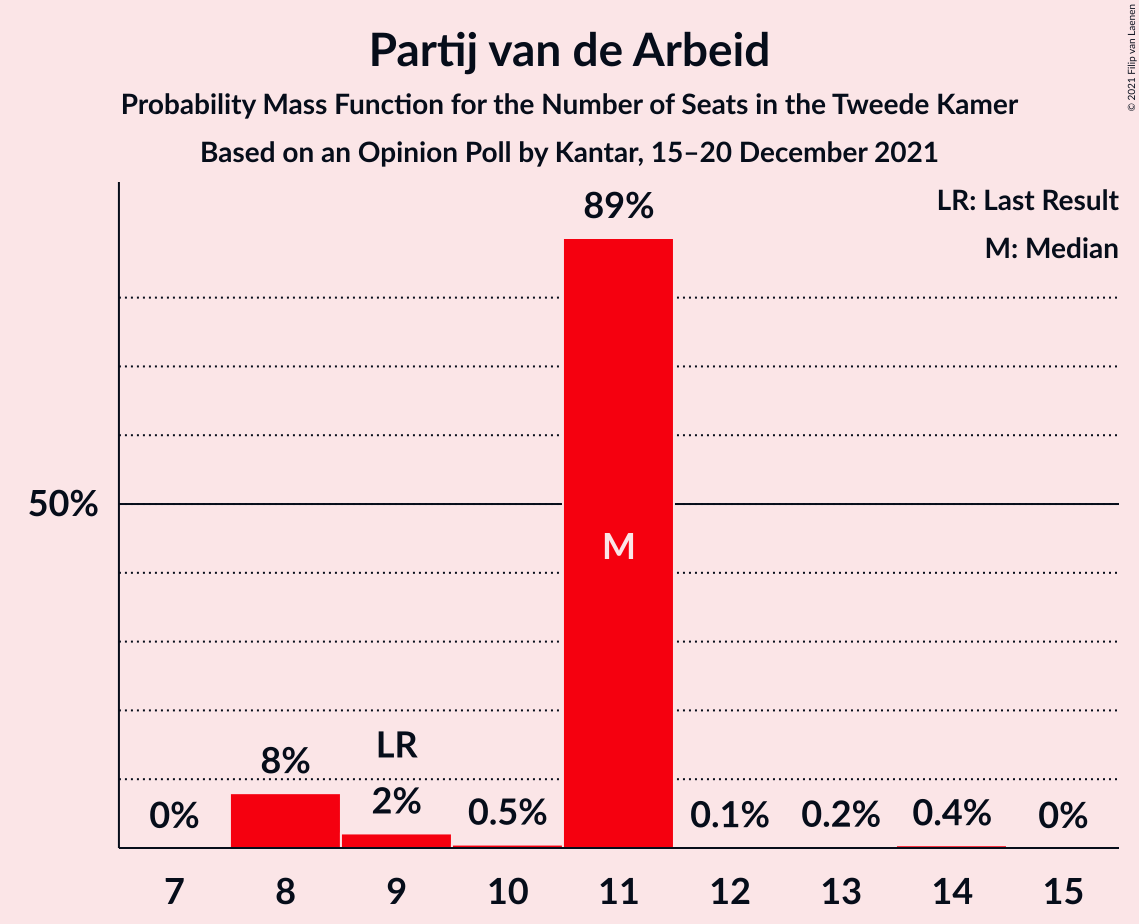 Partij van de Arbeid
Probability Mass Function for the Number of Seats in the Tweede Kamer
Based on an Opinion Poll by Kantar, 15–20 December 2021
© 2021 Filip van Laenen
LR: Last Result
M: Median
89%
50%
M
LR
8%
2%
0%
0.5%
0.1%
0.2%
0.4%
0%
7 8 9 10 11 12 13 14 15